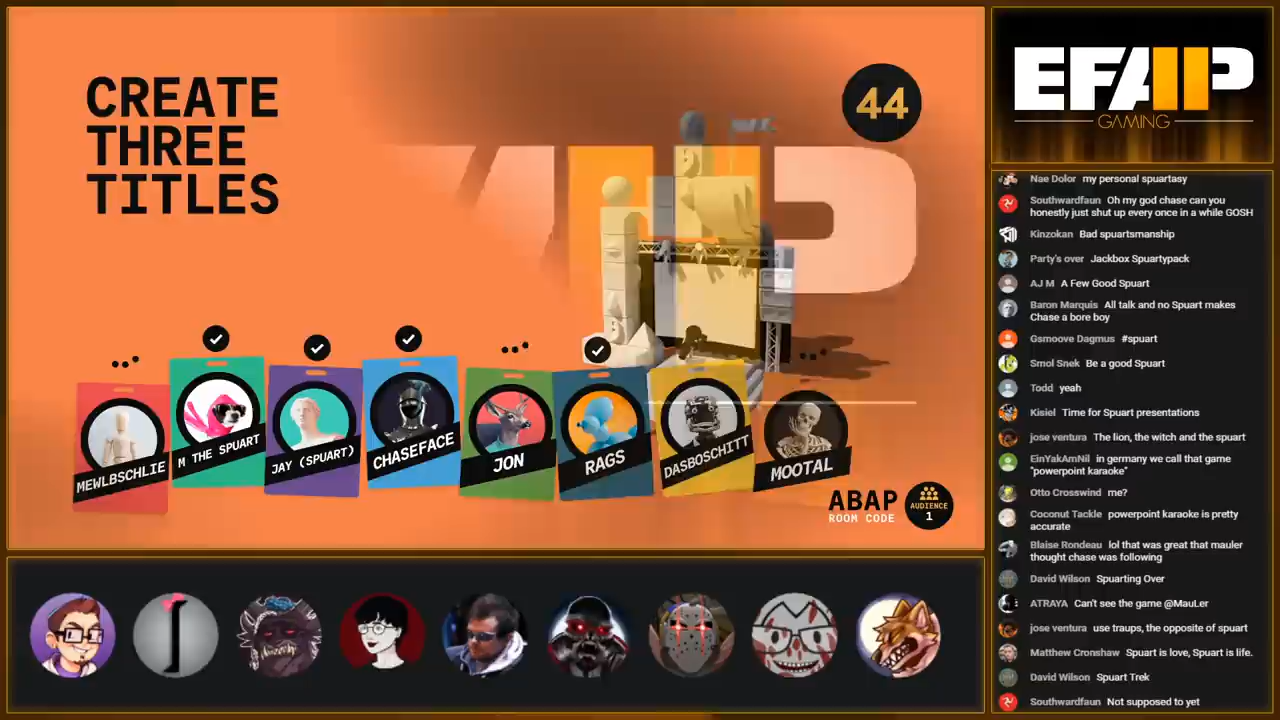 CREATE
THREE
TITLES
44
MEWLBSCHLIE
M THE SPUART
JAY (SPUART)
CHASEFACE
JON
RAGS
DASBOSCHITT
MOOTAL
ABAP
ROOM CODE
AUDIENCE
1
EFAP
GAMING
Nae Dolor my personal spuartasy
Southwardfaun Oh my god chase can you
honestly just shut up every once in a while GOSH
Kinzokan Bad spuartsmanship
Party's over Jackbox Spuartypack
AJ M A Few Good Spuart
Baron Marquis All talk and no Spuart makes
Chase a bore boy
Gsmoove Dagmus #spuart
Smol Snek Be a good Spuart
Todd yeah
Kisiel Time for Spuart presentations
jose ventura The lion, the witch and the spuart
EinYakAmNil in germany we call that game
"powerpoint karaoke"
Otto Crosswind me?
Coconut Tackle powerpoint karaoke is pretty
accurate
Blaise Rondeau lol that was great that mauler
thought chase was following
David Wilson Spuarting Over
ATRAYA Can't see the game @MauLer
jose ventura use traups, the opposite of spuart
Matthew Cronshaw Spuart is love, Spuart is life.
David Wilson Spuart Trek
Southwardfaun Not supposed to yet